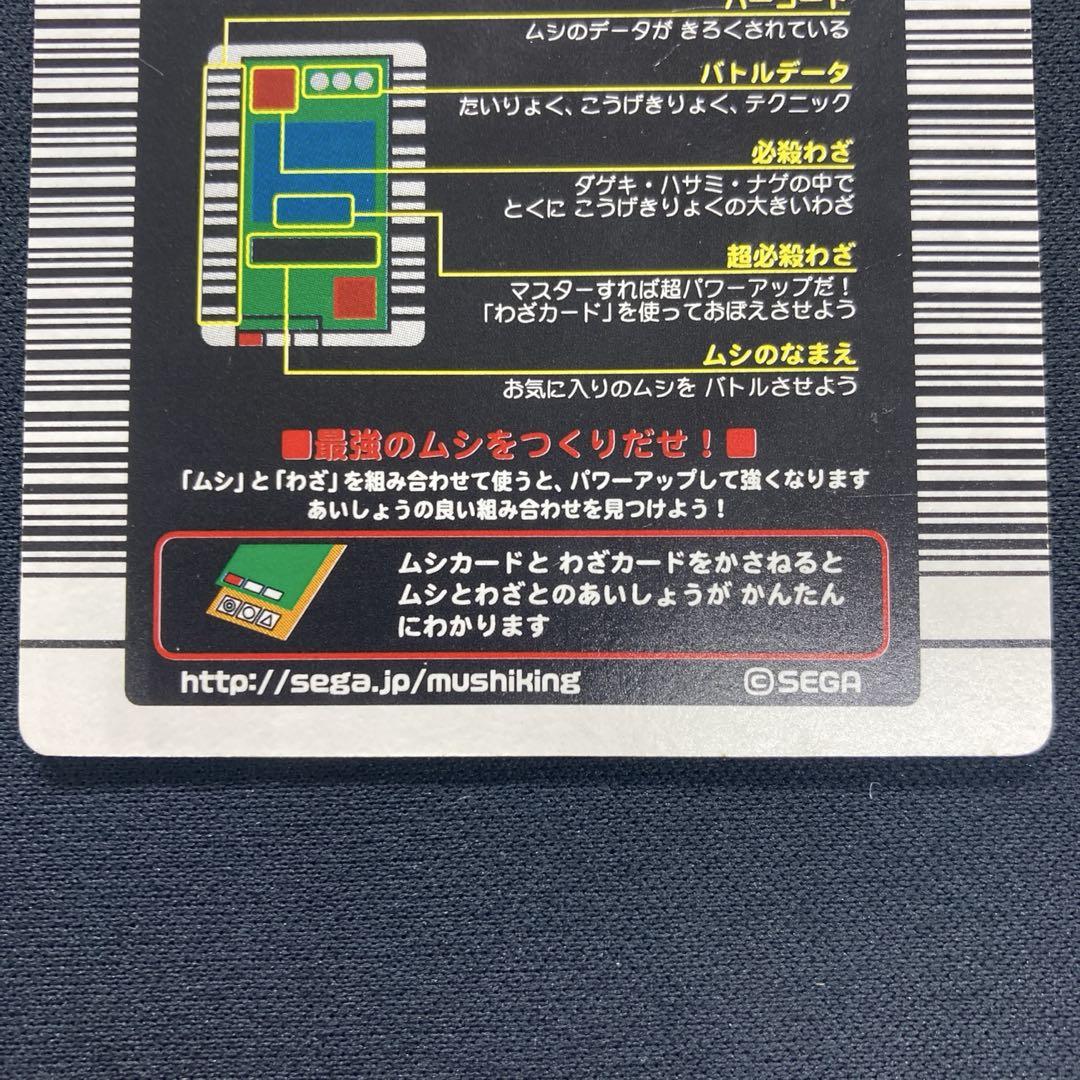 バーコード
ムシのデータが きろくされている
バトルデータ
たいりょく、こうげきりょく、テクニック
必殺わざ
ダゲキ・ハサミ・ナゲの中で
とくに こうげきりょくの大きいわざ
超必殺わざ
マスターすれば超パワーアップだ!
「わざカード」を使っておぼえさせよう
ムシのなまえ
お気に入りのムシを バトルさせよう
■最強のムシをつくりだせ!■
「ムシ」と「わざ」を組み合わせて使うと、パワーアップして強くなります
あいしょうの良い組み合わせを見つけよう!
ムシカードと わざカードをかさねると
ムシとわざとのあいしょうが かんたん
にわかります
http://sega.jp/mushiking
©SEGA